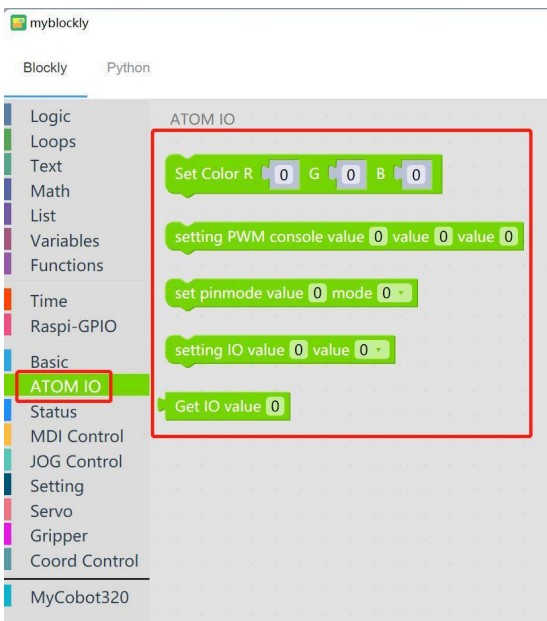 myblockly
Blockly Python
Logic
Loops
Text
Math
List
Variables
Functions
Time
Raspi-GPIO
Basic
ATOM IO
Status
MDI Control
JOG Control
Setting
Servo
Gripper
Coord Control
MyCobot320
ATOM IO
Set Color R 0 G 0 B 0
setting PWM console value 0 value 0 value 0
set pinmode value 0 mode 0
setting IO value 0 value 0
Get IO value 0